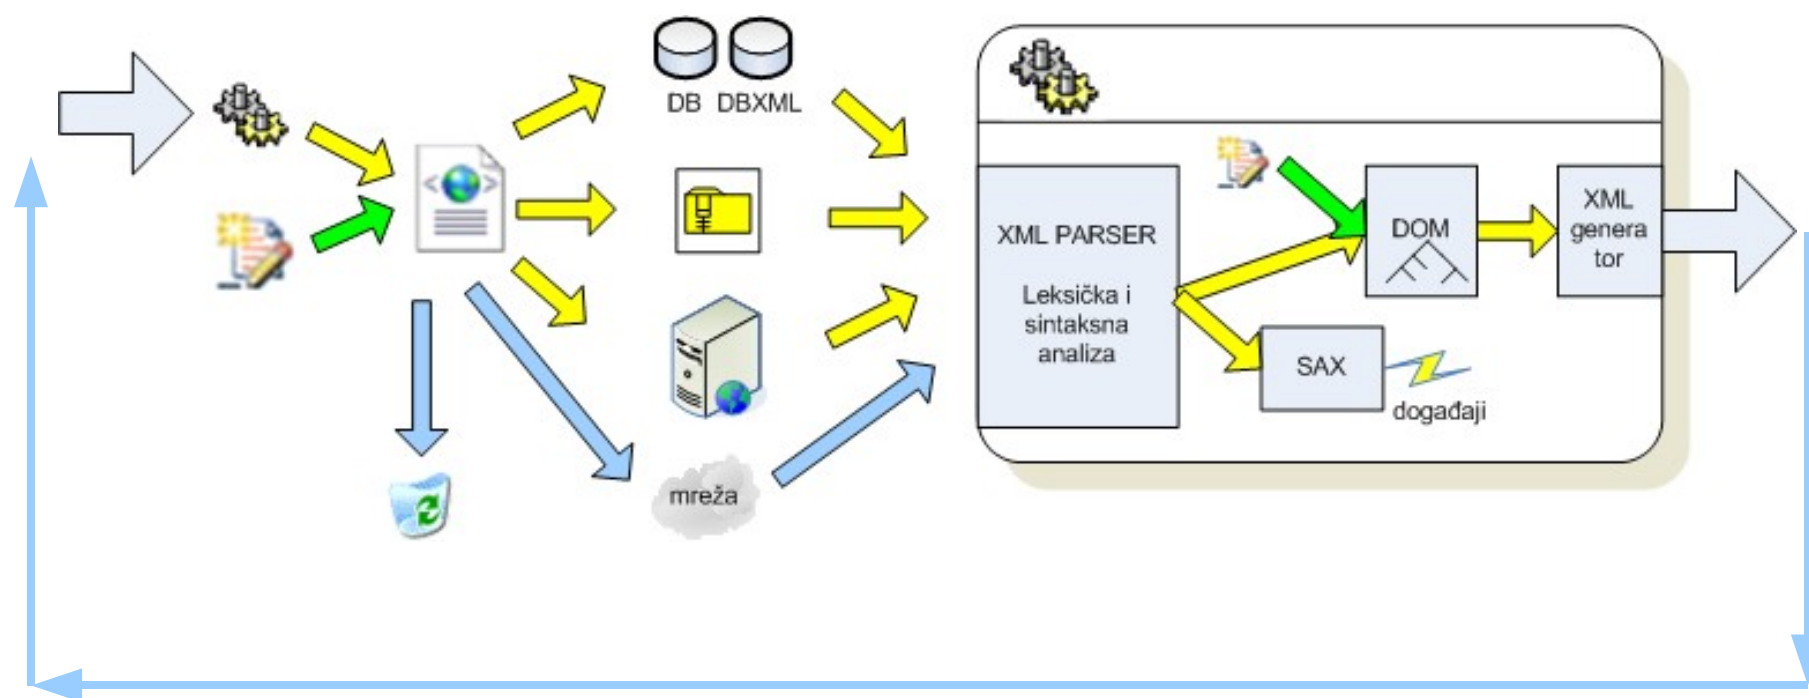 DB DBXML
mreža
XML PARSER
Leksička i
sintaksna
analiza
DOM
SAX
događaji
XML
genera
tor